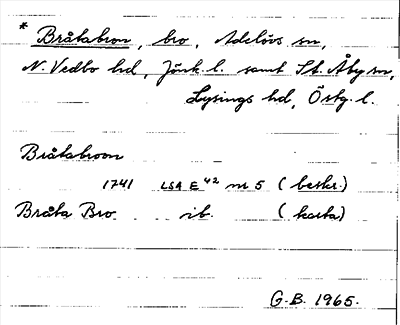 * Bråtabron, bro, Adelövs sn,
N. Vedbo hd, Jönk. l. samt St. Åby sn,
Lysings hd, Östg. l.
Bråtabroon
1741 LSA E 42 nr 5 (beskr.)
Bråta Bro ib. (karta)
G.B. 1965.